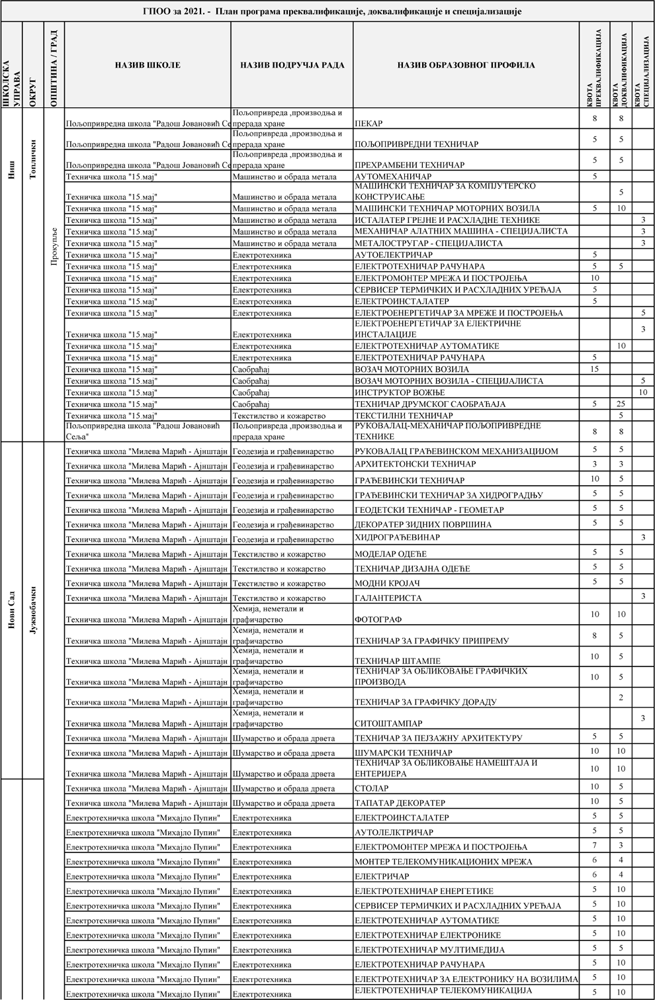 ГПОО за 2021. - План програма преквалификације, доквалификације и специјализације
ШКОЛСКА УПРАВА ОКРУГ ОПШТИНА / ГРАД НАЗИВ ШКОЛЕ НАЗИВ ПОДРУЧЈА РАДА НАЗИВ ОБРАЗОВНОГ ПРОФИЛА КВОТА ПРЕКВАЛИФИКАЦИЈА КВОТА ДОКВАЛИФИКАЦИЈА КВОТА СПЕЦИЈАЛИЗАЦИЈА
Ниш Топлички Прокупље
Пољопривредна школа "Радош Јовановић Се Пољопривреда ,производња и прерада хране ПЕКАР 8 8
Пољопривредна школа "Радош Јовановић Се Пољопривреда ,производња и прерада хране ПОЉОПРИВРЕДНИ ТЕХНИЧАР 5 5
Пољопривредна школа "Радош Јовановић Се Пољопривреда ,производња и прерада хране ПРЕХРАМБЕНИ ТЕХНИЧАР 5 5
Техничка школа "15.мај" Машинство и обрада метала АУТОМЕХАНИЧАР 5
Техничка школа "15.мај" Машинство и обрада метала МАШИНСКИ ТЕХНИЧАР ЗА КОМПЈУТЕРСКО КОНСТРУИСАЊЕ 5
Техничка школа "15.мај" Машинство и обрада метала МАШИНСКИ ТЕХНИЧАР МОТОРНИХ ВОЗИЛА 5 10
Техничка школа "15.мај" Машинство и обрада метала ИСТАЛАТЕР ГРЕЈНЕ И РАСХЛАДНЕ ТЕХНИКЕ 3
Техничка школа "15.мај" Машинство и обрада метала МЕХАНИЧАР АЛАТНИХ МАШИНА - СПЕЦИЈАЛИСТА 3
Техничка школа "15.мај" Машинство и обрада метала МЕТАЛОСТРУГАР - СПЕЦИЈАЛИСТА 3
Техничка школа "15.мај" Електротехника АУТОЕЛЕКТРИЧАР 5
Техничка школа "15.мај" Електротехника ЕЛЕКТРОТЕХНИЧАР РАЧУНАРА 5 5
Техничка школа "15.мај" Електротехника ЕЛЕКТРОМОНТЕР МРЕЖА И ПОСТРОЈЕЊА 10
Техничка школа "15.мај" Електротехника СЕРВИСЕР ТЕРМИЧКИХ И РАСХЛАДНИХ УРЕЂАЈА 5
Техничка школа "15.мај" Електротехника ЕЛЕКТРОИНСТАЛАТЕР 5
Техничка школа "15.мај" Електротехника ЕЛЕКТРОЕНЕРГЕТИЧАР ЗА МРЕЖЕ И ПОСТРОЈЕЊА 5
Техничка школа "15.мај" Електротехника ЕЛЕКТРОЕНЕРГЕТИЧАР ЗА ЕЛЕКТРИЧНЕ ИНСТАЛАЦИЈЕ 3
Техничка школа "15.мај" Електротехника ЕЛЕКТРОТЕХНИЧАР АУТОМАТИКЕ 10
Техничка школа "15.мај" Електротехника ЕЛЕКТРОТЕХНИЧАР РАЧУНАРА 5
Техничка школа "15.мај" Саобраћај ВОЗАЧ МОТОРНИХ ВОЗИЛА 15
Техничка школа "15.мај" Саобраћај ВОЗАЧ МОТОРНИХ ВОЗИЛА - СПЕЦИЈАЛИСТА 5
Техничка школа "15.мај" Саобраћај ИНСТРУКТОР ВОЖЊЕ 10
Техничка школа "15.мај" Саобраћај ТЕХНИЧАР ДРУМСКОГ САОБРАЋАЈА 5 25
Техничка школа "15.мај" Текстилство и кожарство ТЕКСТИЛНИ ТЕХНИЧАР 5
Пољопривредна школа "Радош Јовановић Сеља" Пољопривреда ,производња и прерада хране РУКОВАЛАЦ-МЕХАНИЧАР ПОЉОПРИВРЕДНЕ ТЕХНИКЕ 8 8
Нови Сад Јужнобачки
Техничка школа "Милева Марић - Ајнштајн Геодезија и грађевинарство РУКОВАЛАЦ ГРАЂЕВИНСКОМ МЕХАНИЗАЦИЈОМ 5 5
Техничка школа "Милева Марић - Ајнштајн Геодезија и грађевинарство АРХИТЕКТОНСКИ ТЕХНИЧАР 3 3
Техничка школа "Милева Марић - Ајнштајн Геодезија и грађевинарство ГРАЂЕВИНСКИ ТЕХНИЧАР 10 5
Техничка школа "Милева Марић - Ајнштајн Геодезија и грађевинарство ГРАЂЕВИНСКИ ТЕХНИЧАР ЗА ХИДРОГРАДЊУ 5 5
Техничка школа "Милева Марић - Ајнштајн Геодезија и грађевинарство ГЕОДЕТСКИ ТЕХНИЧАР - ГЕОМЕТАР 5 5
Техничка школа "Милева Марић - Ајнштајн Геодезија и грађевинарство ДЕКОРАТЕР ЗИДНИХ ПОВРШИНА 5 5
Техничка школа "Милева Марић - Ајнштајн Геодезија и грађевинарство ХИДРОГРАЂЕВИНАР 3
Техничка школа "Милева Марић - Ајнштајн Текстилство и кожарство МОДЕЛАР ОДЕЋЕ 5 5
Техничка школа "Милева Марић - Ајнштајн Текстилство и кожарство ТЕХНИЧАР ДИЗАЈНА ОДЕЋЕ 5 5
Техничка школа "Милева Марић - Ајнштајн Текстилство и кожарство МОДНИ КРОЈАЧ 5 5
Техничка школа "Милева Марић - Ајнштајн Текстилство и кожарство ГАЛАНТЕРИСТА 3
Техничка школа "Милева Марић - Ајнштајн Хемија, неметали и графичарство ФОТОГРАФ 10 10
Техничка школа "Милева Марић - Ајнштајн Хемија, неметали и графичарство ТЕХНИЧАР ЗА ГРАФИЧКУ ПРИПРЕМУ 8 5
Техничка школа "Милева Марић - Ајнштајн Хемија, неметали и графичарство ТЕХНИЧАР ШТАМПЕ 10 5
Техничка школа "Милева Марић - Ајнштајн Хемија, неметали и графичарство ТЕХНИЧАР ЗА ОБЛИКОВАЊЕ ГРАФИЧКИХ ПРОИЗВОДА 10 5
Техничка школа "Милева Марић - Ајнштајн Хемија, неметали и графичарство ТЕХНИЧАР ЗА ГРАФИЧКУ ДОРАДУ 2
Техничка школа "Милева Марић - Ајнштајн Хемија, неметали и графичарство СИТОШТАМПАР 3
Техничка школа "Милева Марић - Ајнштајн Шумарство и обрада дрвета ТЕХНИЧАР ЗА ПЕЈЗАЖНУ АРХИТЕКТУРУ 5 5
Техничка школа "Милева Марић - Ајнштајн Шумарство и обрада дрвета ШУМАРСКИ ТЕХНИЧАР 10 10
Техничка школа "Милева Марић - Ајнштајн Шумарство и обрада дрвета ТЕХНИЧАР ЗА ОБЛИКОВАЊЕ НАМЕШТАЈА И ЕНТЕРИЈЕРА 10 10
Техничка школа "Милева Марић - Ајнштајн Шумарство и обрада дрвета СТОЛАР 10 5
Техничка школа "Милева Марић - Ајнштајн Шумарство и обрада дрвета ТАПАТАР ДЕКОРАТЕР 10 5
Електротехничка школа "Михајло Пупин" Електротехника ЕЛЕКТРОИНСТАЛАТЕР 5 5
Електротехничка школа "Михајло Пупин" Електротехника АУТОЛЕЛКТРИЧАР 5 5
Електротехничка школа "Михајло Пупин" Електротехника ЕЛЕКТРОМОНТЕР МРЕЖА И ПОСТРОЈЕЊА 7 3
Електротехничка школа "Михајло Пупин" Електротехника МОНТЕР ТЕЛЕКОМУНИКАЦИОНИХ МРЕЖА 6 4
Електротехничка школа "Михајло Пупин" Електротехника ЕЛЕКТРИЧАР 6 4
Електротехничка школа "Михајло Пупин" Електротехника ЕЛЕКТРОТЕХНИЧАР ЕНЕРГЕТИКЕ 5 10
Електротехничка школа "Михајло Пупин" Електротехника СЕРВИСЕР ТЕРМИЧКИХ И РАСХЛАДНИХ УРЕЂАЈА 5 10
Електротехничка школа "Михајло Пупин" Електротехника ЕЛЕКТРОТЕХНИЧАР АУТОМАТИКЕ 5 10
Електротехничка школа "Михајло Пупин" Електротехника ЕЛЕКТРОТЕХНИЧАР ЕЛЕКТРОНИКЕ 5 10
Електротехничка школа "Михајло Пупин" Електротехника ЕЛЕКТРОТЕХНИЧАР МУЛТИМЕДИЈА 5 5
Електротехничка школа "Михајло Пупин" Електротехника ЕЛЕКТРОТЕХНИЧАР РАЧУНАРА 5 10
Електротехничка школа "Михајло Пупин" Електротехника ЕЛЕКТРОТЕХНИЧАР ЗА ЕЛЕКТРОНИКУ НА ВОЗИЛИМА 5 10
Електротехничка школа "Михајло Пупин" Електротехника ЕЛЕКТРОТЕХНИЧАР ТЕЛЕКОМУНИКАЦИЈА 5 10